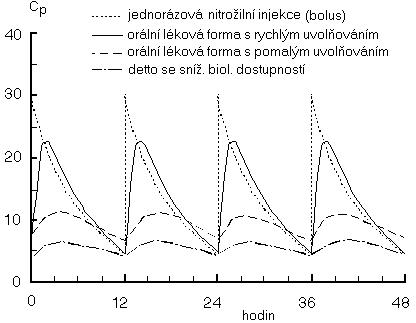 Cp
jednorázová nitrožilní injekce (bolus)
orální léková forma s rychlým uvolňováním
orální léková forma s pomalým uvolňováním
detto se sníž. biol. dostupností
40
30
20
10
0
0 12 24 36 48
hodin